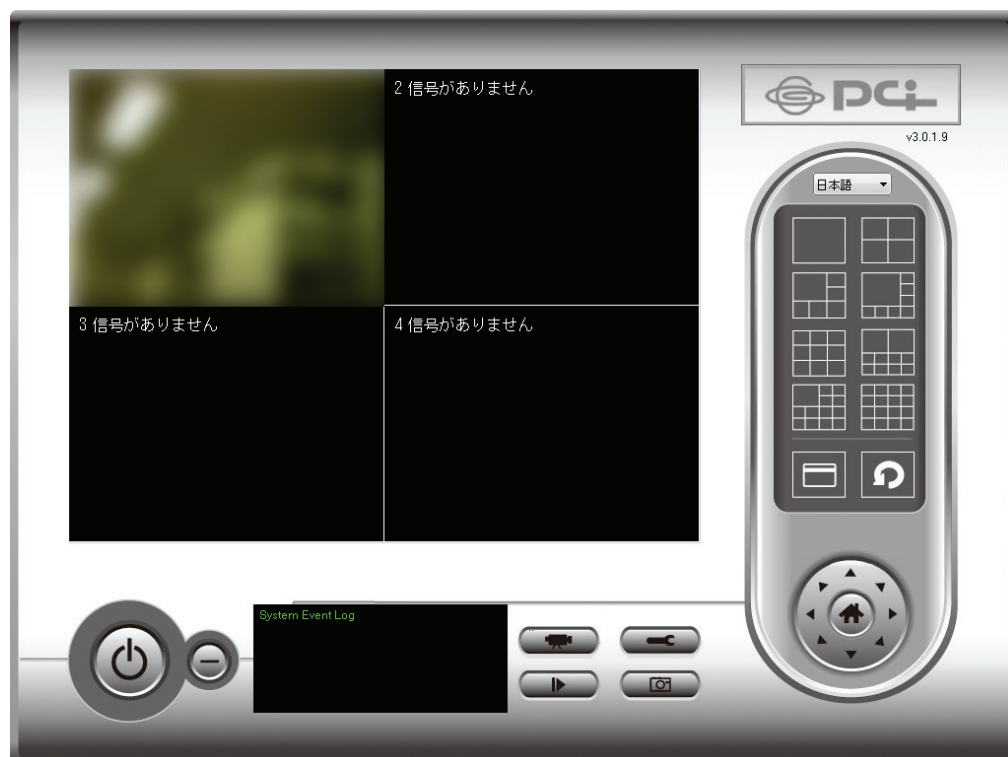 2 信号がありません
3 信号がありません
4 信号がありません
PCi
v3.0.1.9
日本語
System Event Log